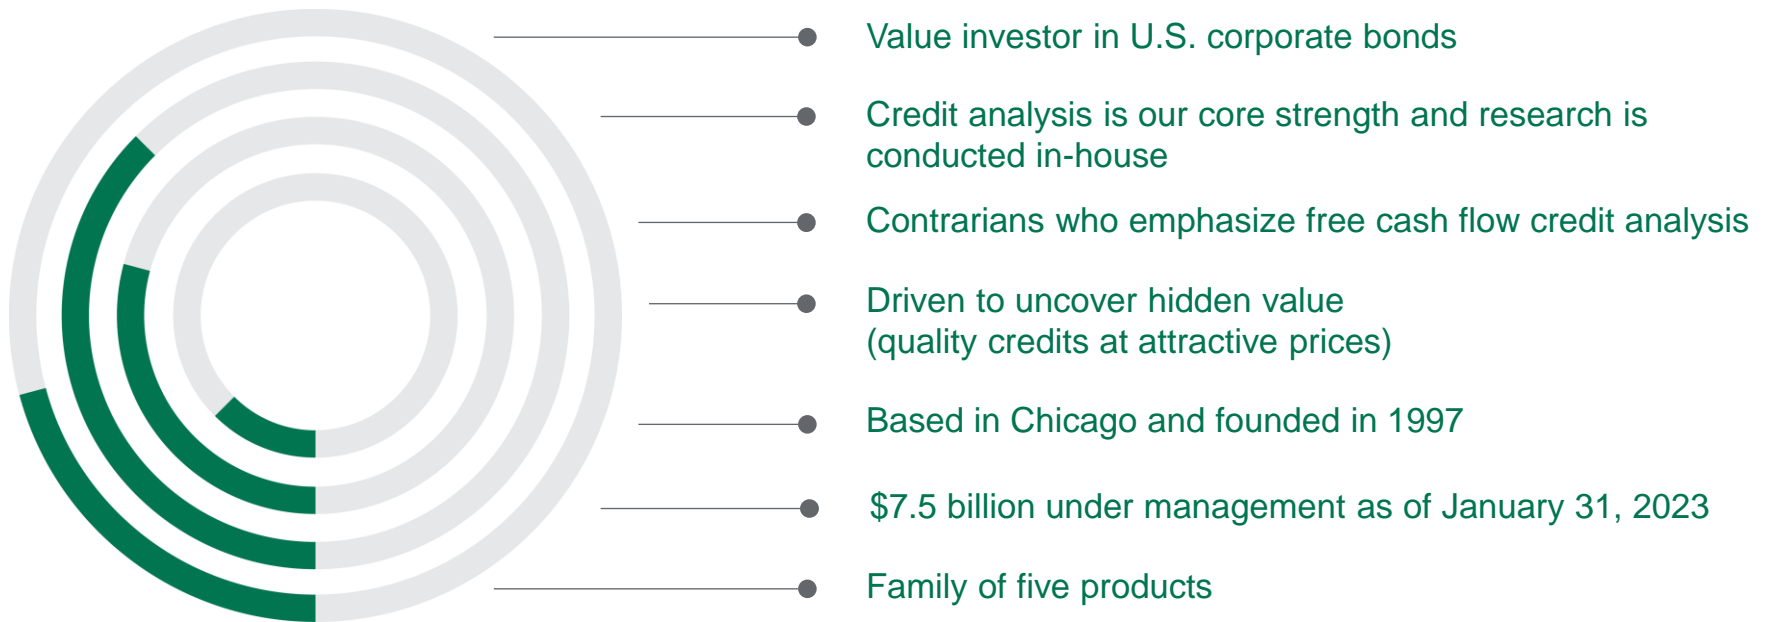 Value investor in U.S. corporate bonds
Credit analysis is our core strength and research is
conducted in-house
Contrarians who emphasize free cash flow credit analysis
Driven to uncover hidden value
(quality credits at attractive prices)
Based in Chicago and founded in 1997
$7.5 billion under management as of January 31, 2023
Family of five products